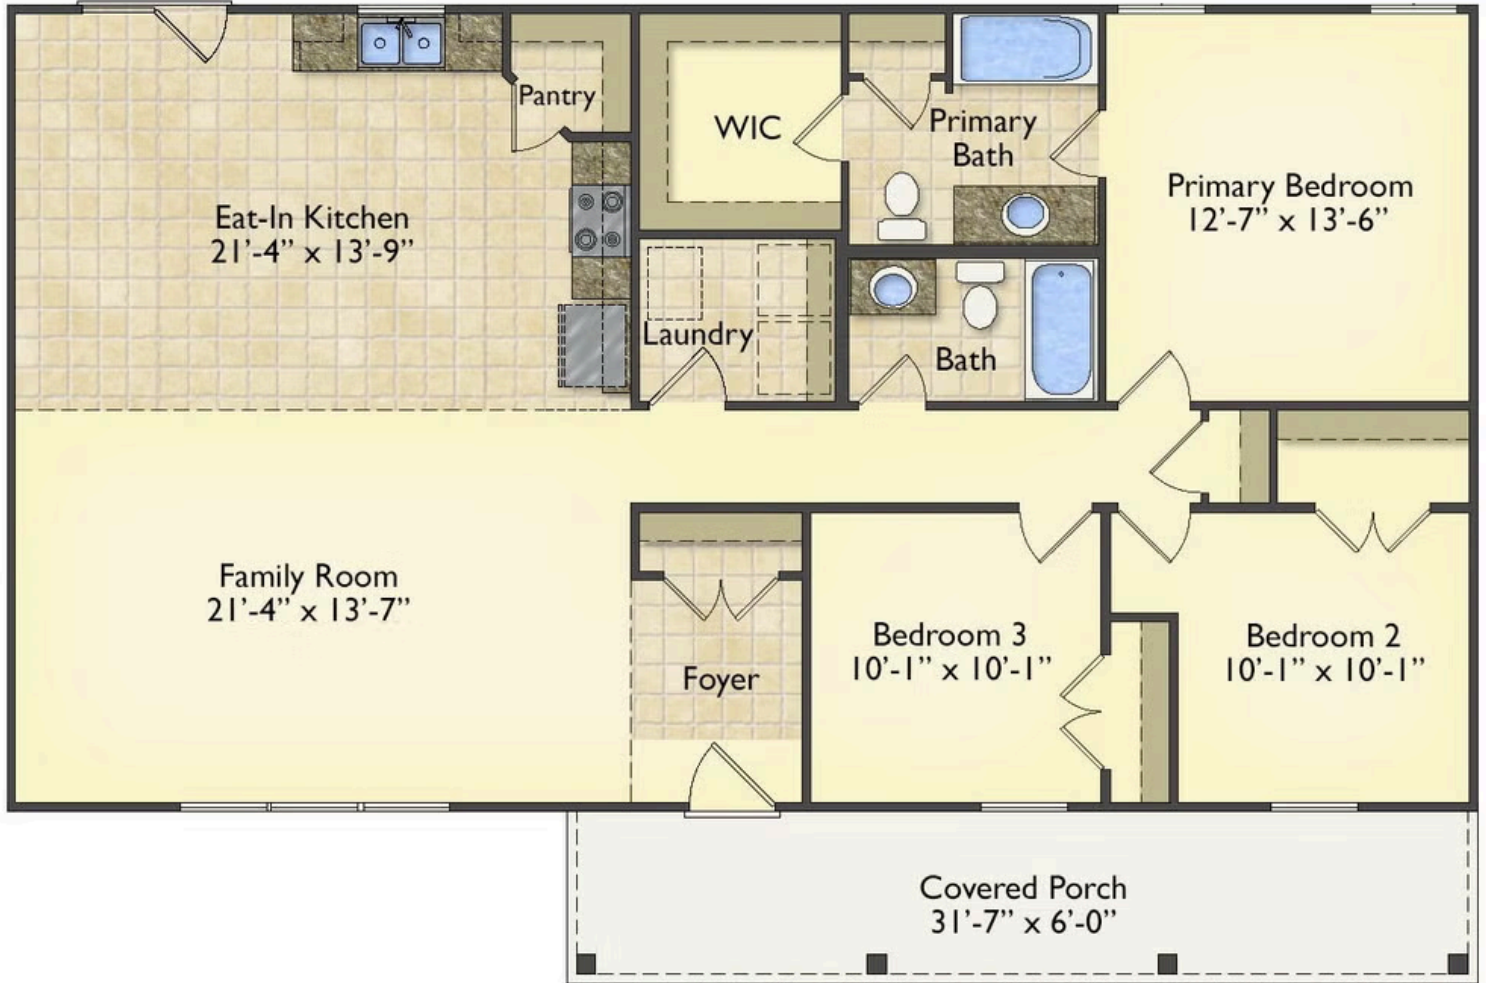 Pantry
WIC
Primary
Bath
Primary Bedroom
12'-7” x 13'-6”
Eat-In Kitchen
21'-4” x 13'-9”
Laundry
Bath
Family Room
21'-4” x 13'-7”
Foyer
Bedroom 3
10'-1” x 10'-1”
Bedroom 2
10'-1” x 10'-1”
Covered Porch
31'-7” x 6'-0”